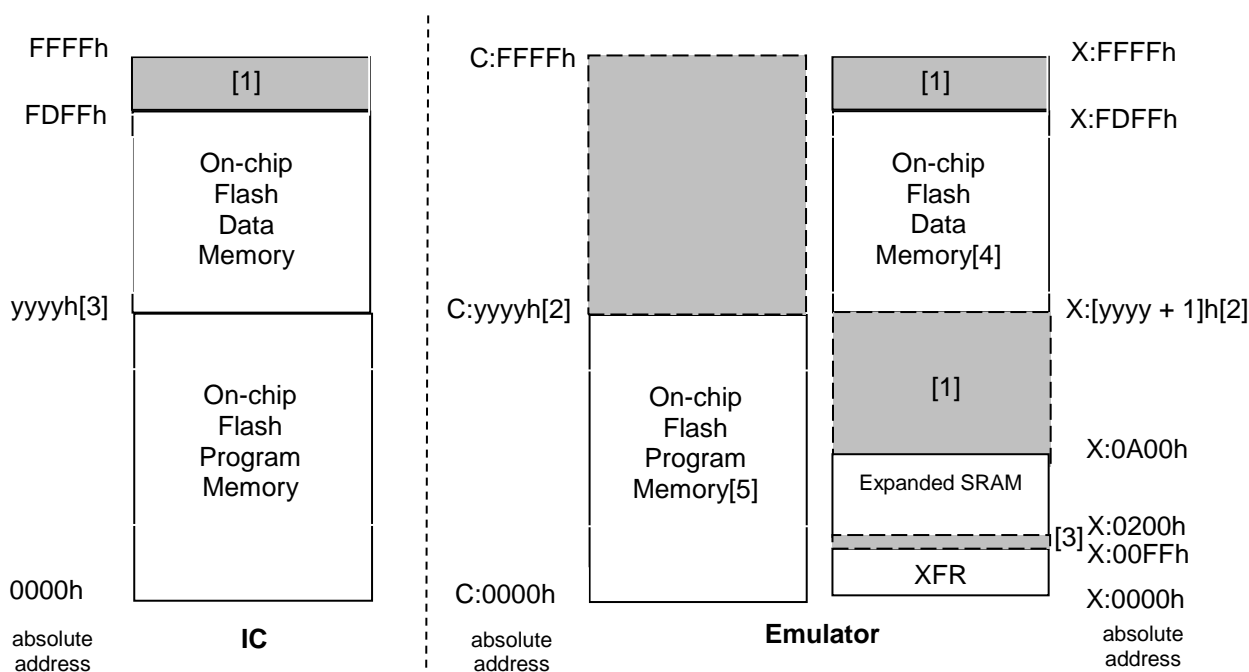 FFFFh
[1]
FDFFh
On-chip
Flash
Data
Memory
yyyyh[3]
On-chip
Flash
Program
Memory
0000h
absolute
address
IC
C:FFFFh
C:yyyyh[2]
On-chip
Flash
Program
Memory[5]
C:0000h
absolute
address
Emulator
[1]
X:FFFFh
X:FDFFh
On-chip
Flash
Data
Memory[4]
X:[yyyy + 1]h[2]
[1]
X:0A00h
Expanded SRAM
X:0200h
[3]
X:00FFh
XFR
X:0000h
absolute
address